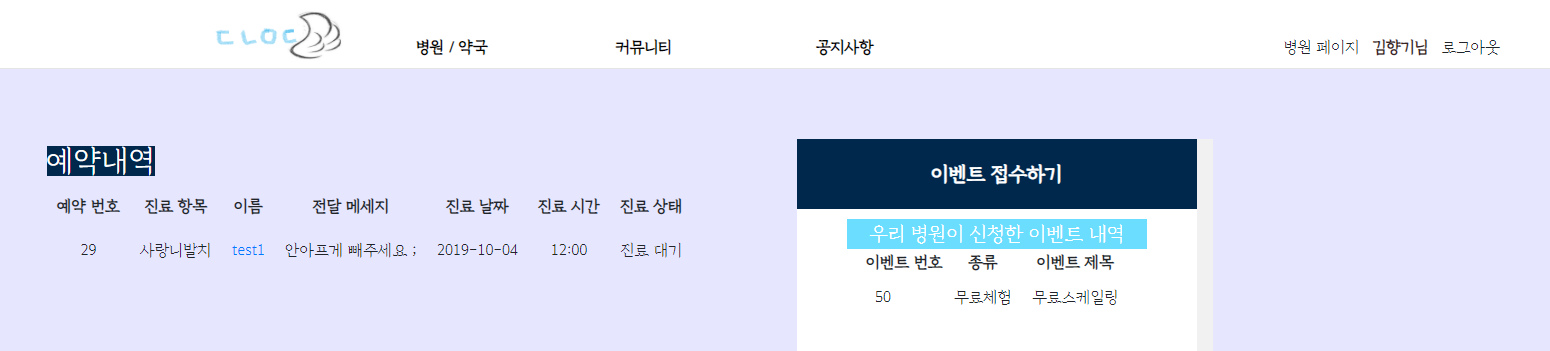 ㄷLOC
병원 / 약국 커뮤니티 공지사항 병원 페이지 김향기님 로그아웃
예약내역
예약 번호 진료 항목 이름 전달 메세지 진료 날짜 진료 시간 진료 상태
29 사랑니발치 test1 안아프게 빼주세요 ; 2019-10-04 12:00 진료 대기
이벤트 접수하기
우리 병원이 신청한 이벤트 내역
이벤트 번호 종류 이벤트 제목
50 무료체험 무료스케일링